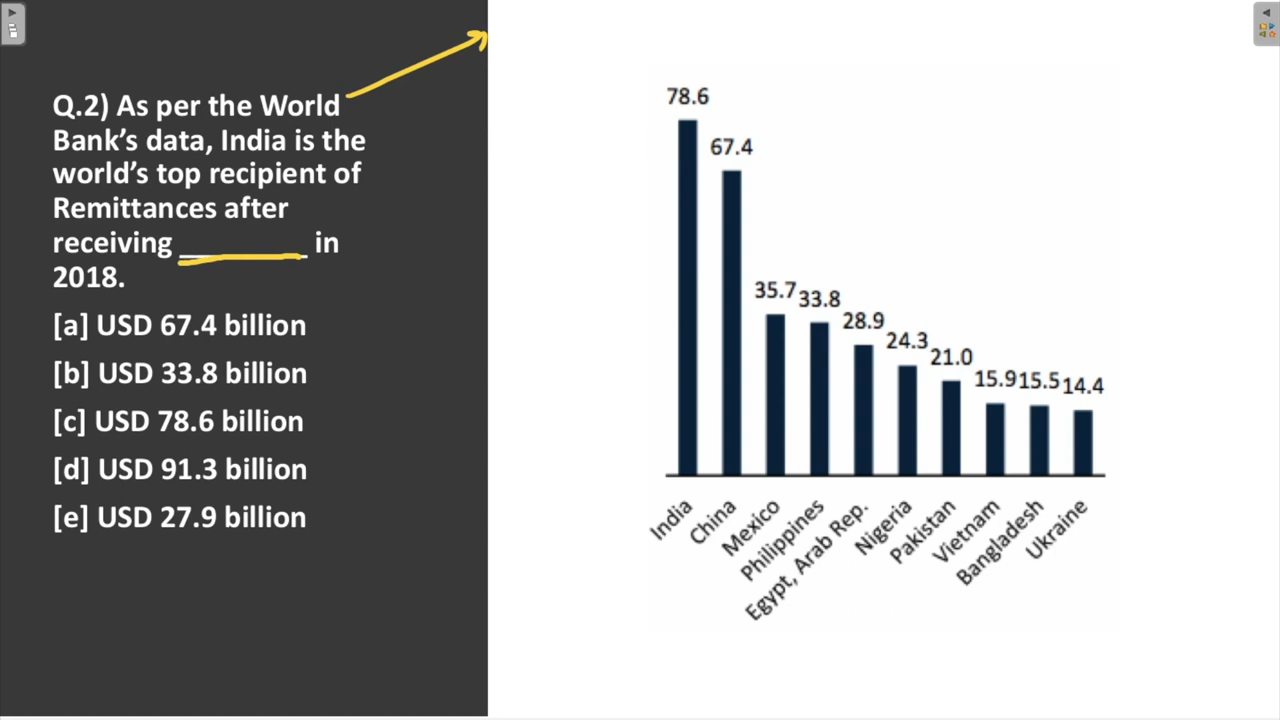 Q.2) As per the World
Bank’s data, India is the
world’s top recipient of
Remittances after
receiving _________ in
2018.
[a] USD 67.4 billion
[b] USD 33.8 billion
[c] USD 78.6 billion
[d] USD 91.3 billion
[e] USD 27.9 billion
78.6
67.4
35.7
33.8
28.9
24.3
21.0
15.9
15.5
14.4
India
China
Mexico
Philippines
Egypt, Arab Rep.
Nigeria
Pakistan
Vietnam
Bangladesh
Ukraine